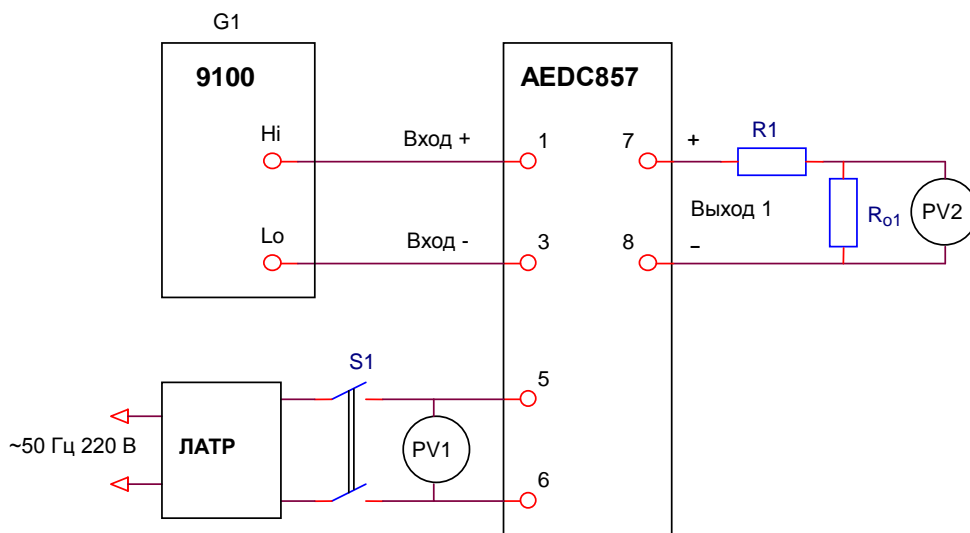 G1
9100
AEDC857
Hi
Вход +
1
7
+
R1
Выход 1
R01
PV2
Lo
Вход -
3
8
–
S1
5
~50 Гц 220 В
ЛАТР
PV1
6